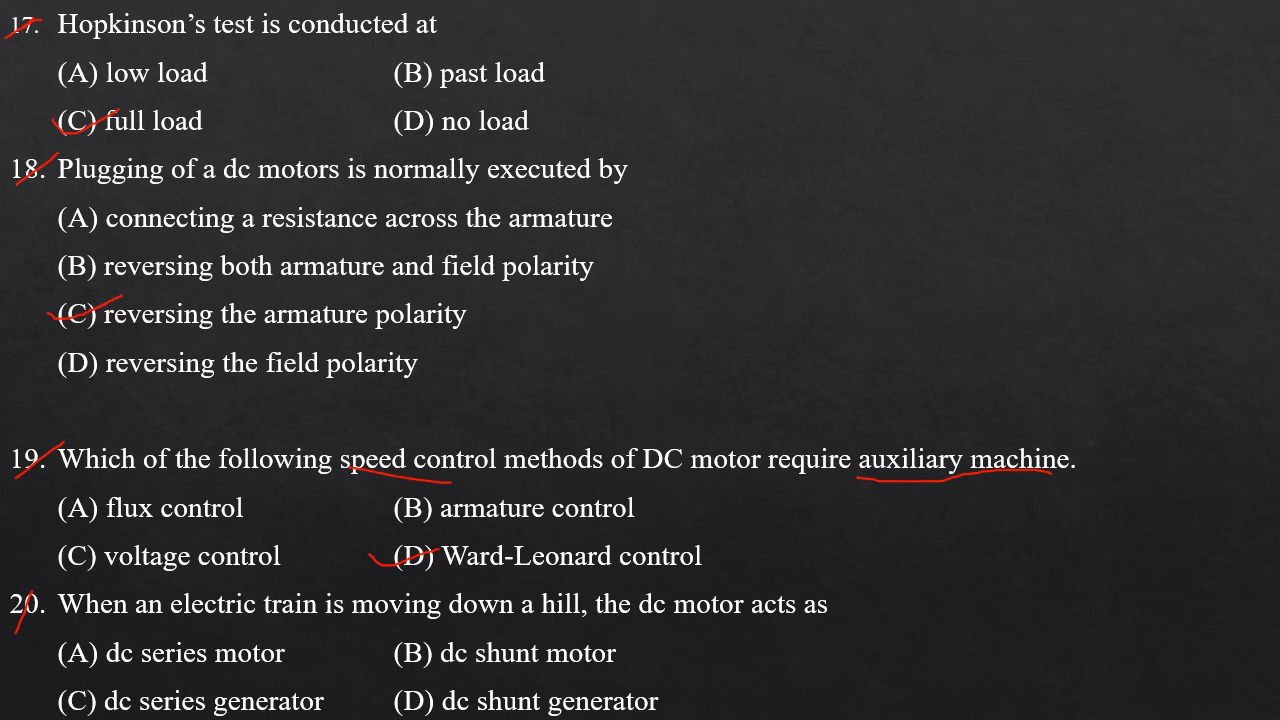 17. Hopkinson’s test is conducted at
(A) low load (B) past load
(C) full load (D) no load
18. Plugging of a dc motors is normally executed by
(A) connecting a resistance across the armature
(B) reversing both armature and field polarity
(C) reversing the armature polarity
(D) reversing the field polarity
19. Which of the following speed control methods of DC motor require auxiliary machine.
(A) flux control (B) armature control
(C) voltage control (D) Ward-Leonard control
20. When an electric train is moving down a hill, the dc motor acts as
(A) dc series motor (B) dc shunt motor
(C) dc series generator (D) dc shunt generator